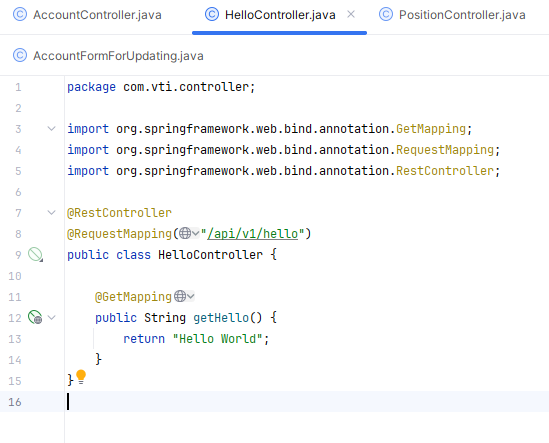 AccountController.java
HelloController.java
PositionController.java
AccountFormForUpdating.java
1 package com.vti.controller;
2
3 import org.springframework.web.bind.annotation.GetMapping;
4 import org.springframework.web.bind.annotation.RequestMapping;
5 import org.springframework.web.bind.annotation.RestController;
6
7 @RestController
8 @RequestMapping("/api/v1/hello")
9 public class HelloController {
10
11 @GetMapping
12 public String getHello() {
13 return "Hello World";
14 }
15 }
16